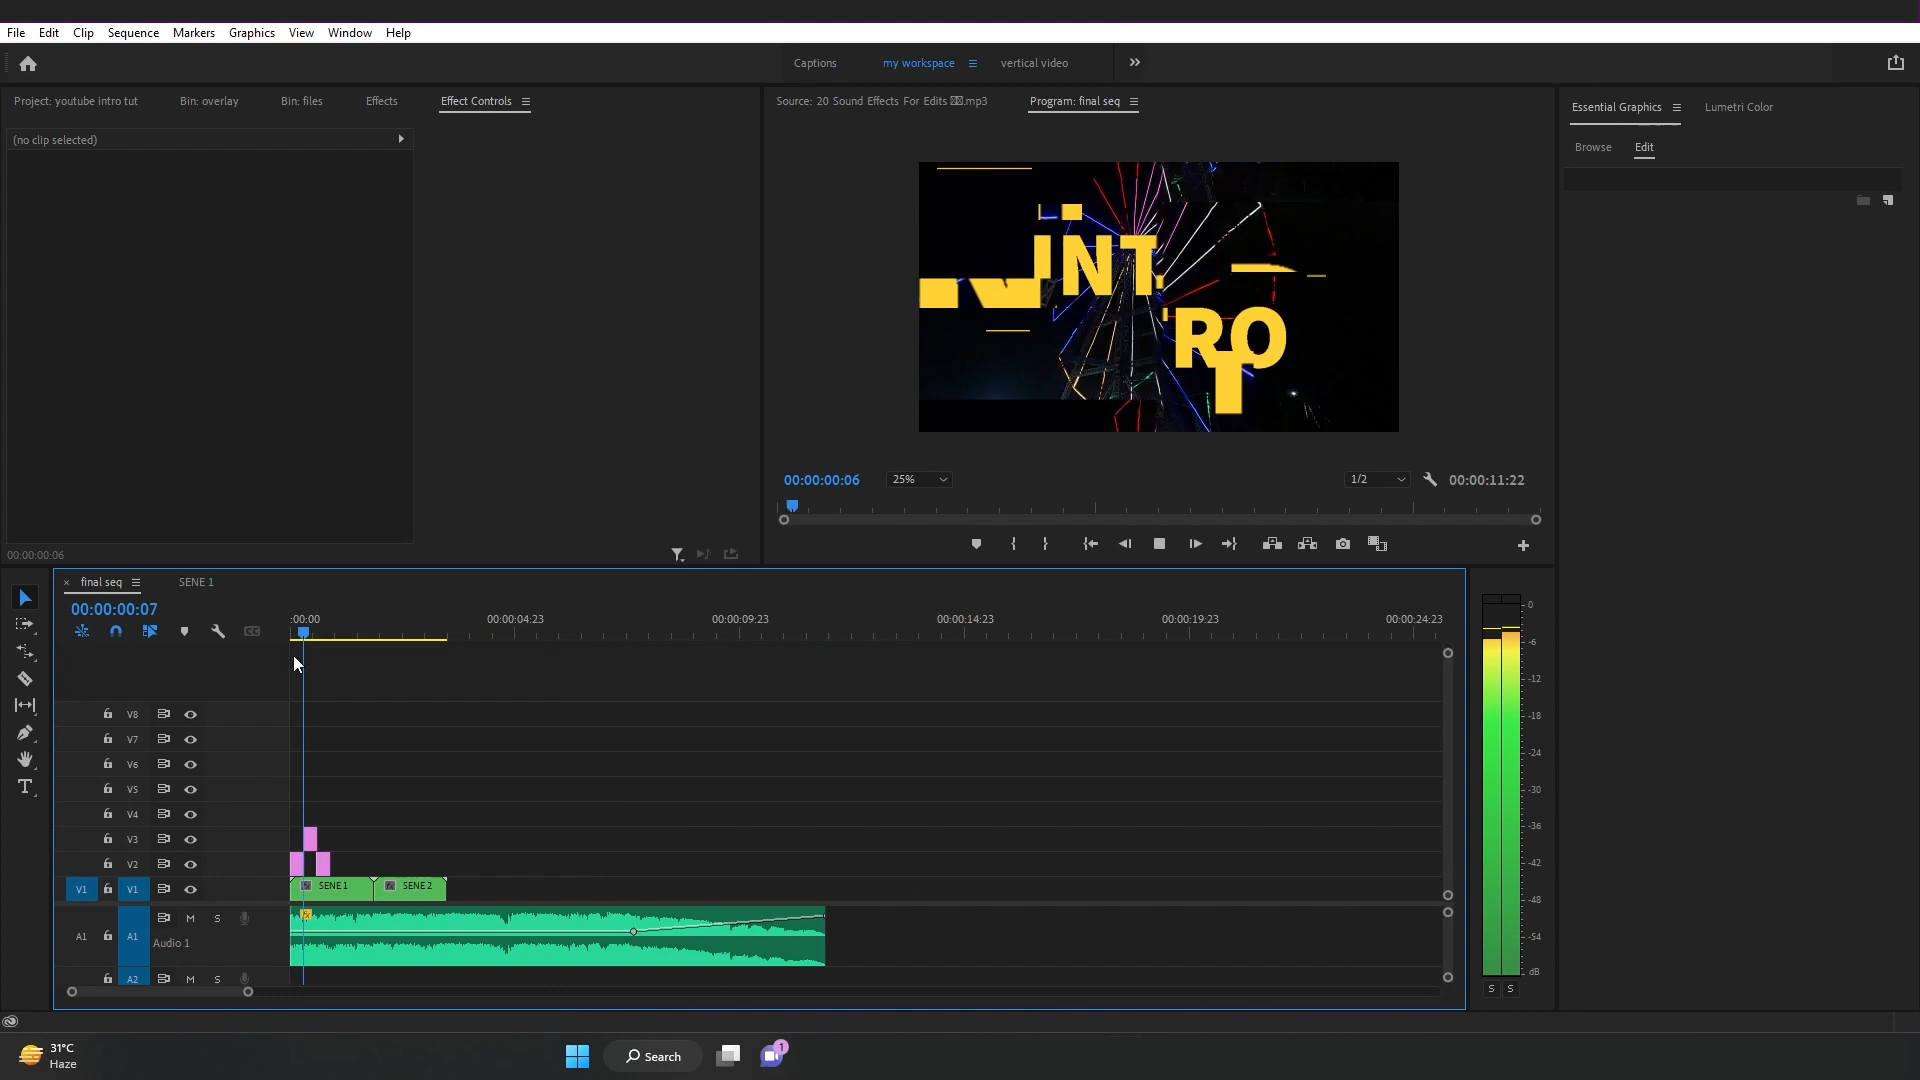 File Edit Clip Sequence Markers Graphics View Window Help
Captions my workspace vertical video
Project: youtube intro tut Bin: overlay Bin: files Effects Effect Controls
Source: 20 Sound Effects For Edits .mp3 Program: final seq
Essential Graphics Lumetri Color
(no clip selected)
Browse Edit
INT
RO
T
00:00:00:06 25% 1/2 00:00:11:22
00:00:00:06
final seq SENE 1
00:00:00:07
:00:00 00:00:04:23 00:00:09:23 00:00:14:23 00:00:19:23 00:00:24:23
V8
V7
V6
V5
V4
V3
V2
V1 V1 SENE 1 SENE 2
A1 A1 M S
Audio 1
A2 M S
0
-6
-12
-18
-24
-30
-36
-42
-48
-54
dB
S S
31°C
Haze
Search
1